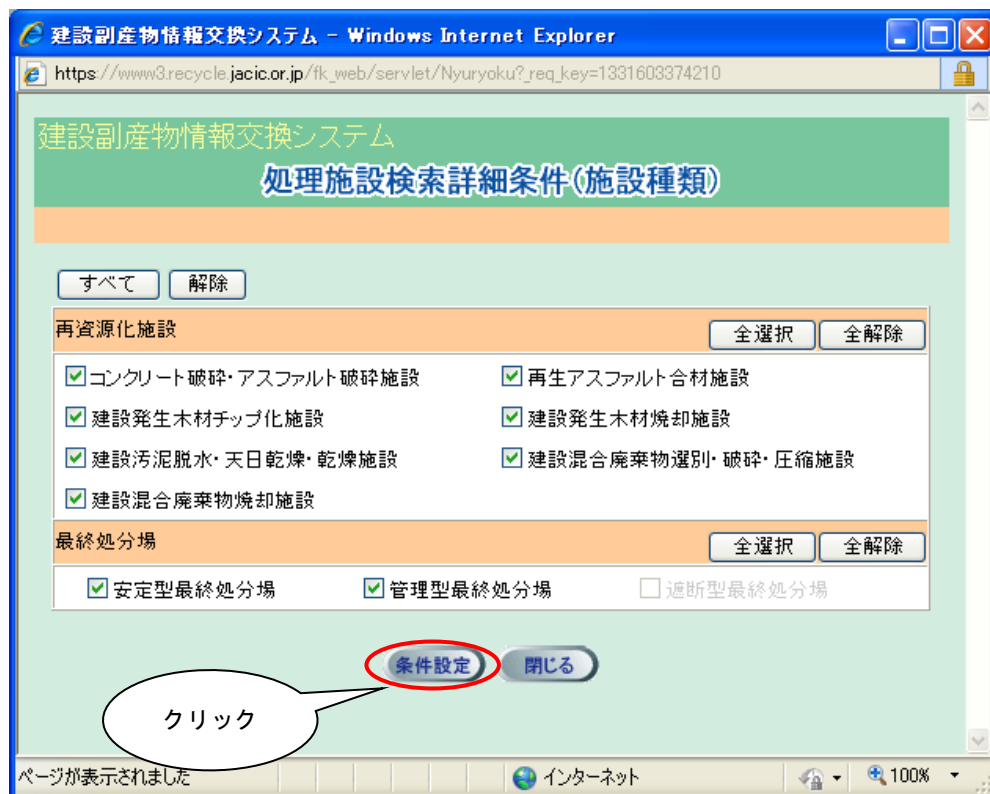 建設副産物情報交換システム - Windows Internet Explorer
https://www3.recycle.jacic.or.jp/fk_web/servlet/Nyuryoku?_req_key=1331603374210
建設副産物情報交換システム
処理施設検索詳細条件(施設種類)
すべて 解除
再資源化施設 全選択 全解除
コンクリート破砕・アスファルト破砕施設 再生アスファルト合材施設
建設発生木材チップ化施設 建設発生木材焼却施設
建設汚泥脱水・天日乾燥・乾燥施設 建設混合廃棄物選別・破砕・圧縮施設
建設混合廃棄物焼却施設
最終処分場 全選択 全解除
安定型最終処分場 管理型最終処分場 遮断型最終処分場
条件設定 閉じる
クリック
ページが表示されました インターネット 100%